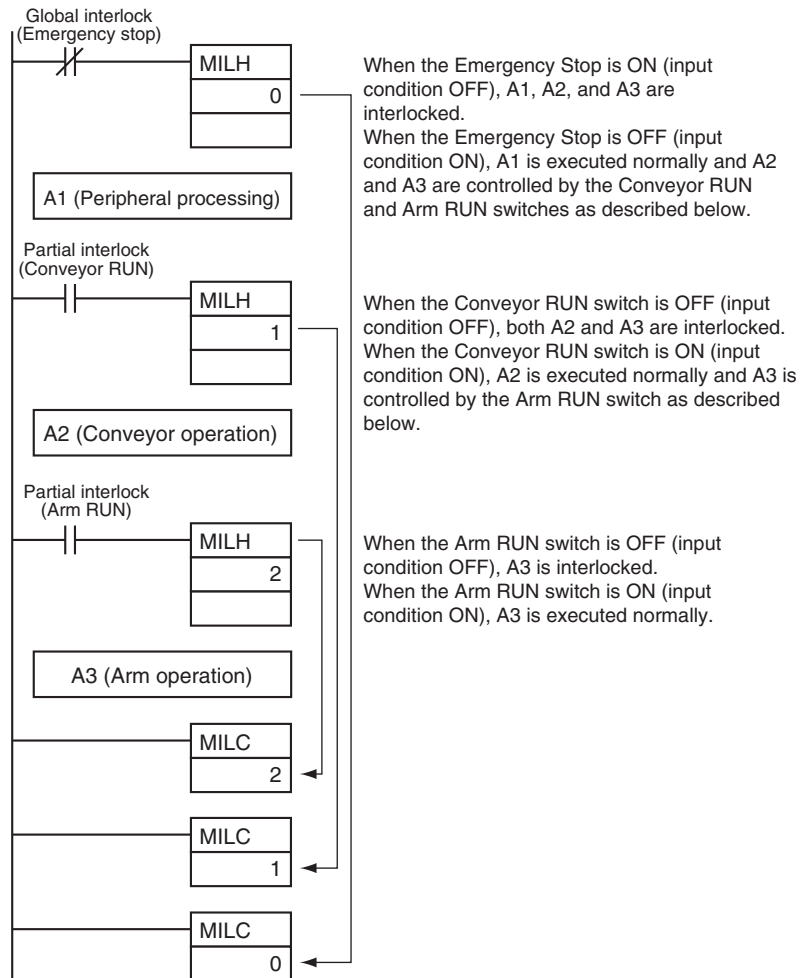 Global interlock
(Emergency stop)
MILH
0
When the Emergency Stop is ON (input
condition OFF), A1, A2, and A3 are
interlocked.
When the Emergency Stop is OFF (input
condition ON), A1 is executed normally and A2
and A3 are controlled by the Conveyor RUN
and Arm RUN switches as described below.
A1 (Peripheral processing)
Partial interlock
(Conveyor RUN)
MILH
1
When the Conveyor RUN switch is OFF (input
condition OFF), both A2 and A3 are interlocked.
When the Conveyor RUN switch is ON (input
condition ON), A2 is executed normally and A3 is
controlled by the Arm RUN switch as described
below.
A2 (Conveyor operation)
Partial interlock
(Arm RUN)
MILH
2
When the Arm RUN switch is OFF (input
condition OFF), A3 is interlocked.
When the Arm RUN switch is ON (input
condition ON), A3 is executed normally.
A3 (Arm operation)
MILC
2
MILC
1
MILC
0